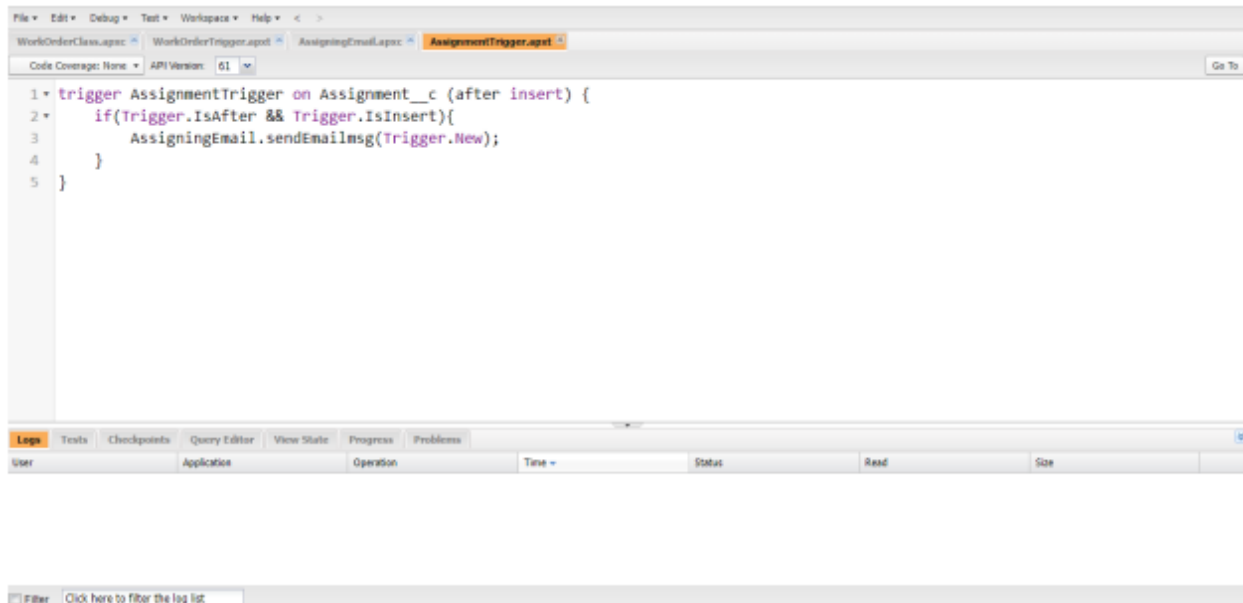 File Edit Debug Test Workspace Help < >
WorkOrderClass.apxc WorkOrderTrigger.apxt AssigningEmail.apxc AssignmentTrigger.apxt
Code Coverage: None API Version: 61 Go To
1 trigger AssignmentTrigger on Assignment__c (after insert) {
2 if(Trigger.IsAfter && Trigger.IsInsert){
3 AssigningEmail.sendEmailmsg(Trigger.New);
4 }
5 }
Logs Tests Checkpoints Query Editor View State Progress Problems
User Application Operation Time Status Read Size
Filter Click here to filter the log list